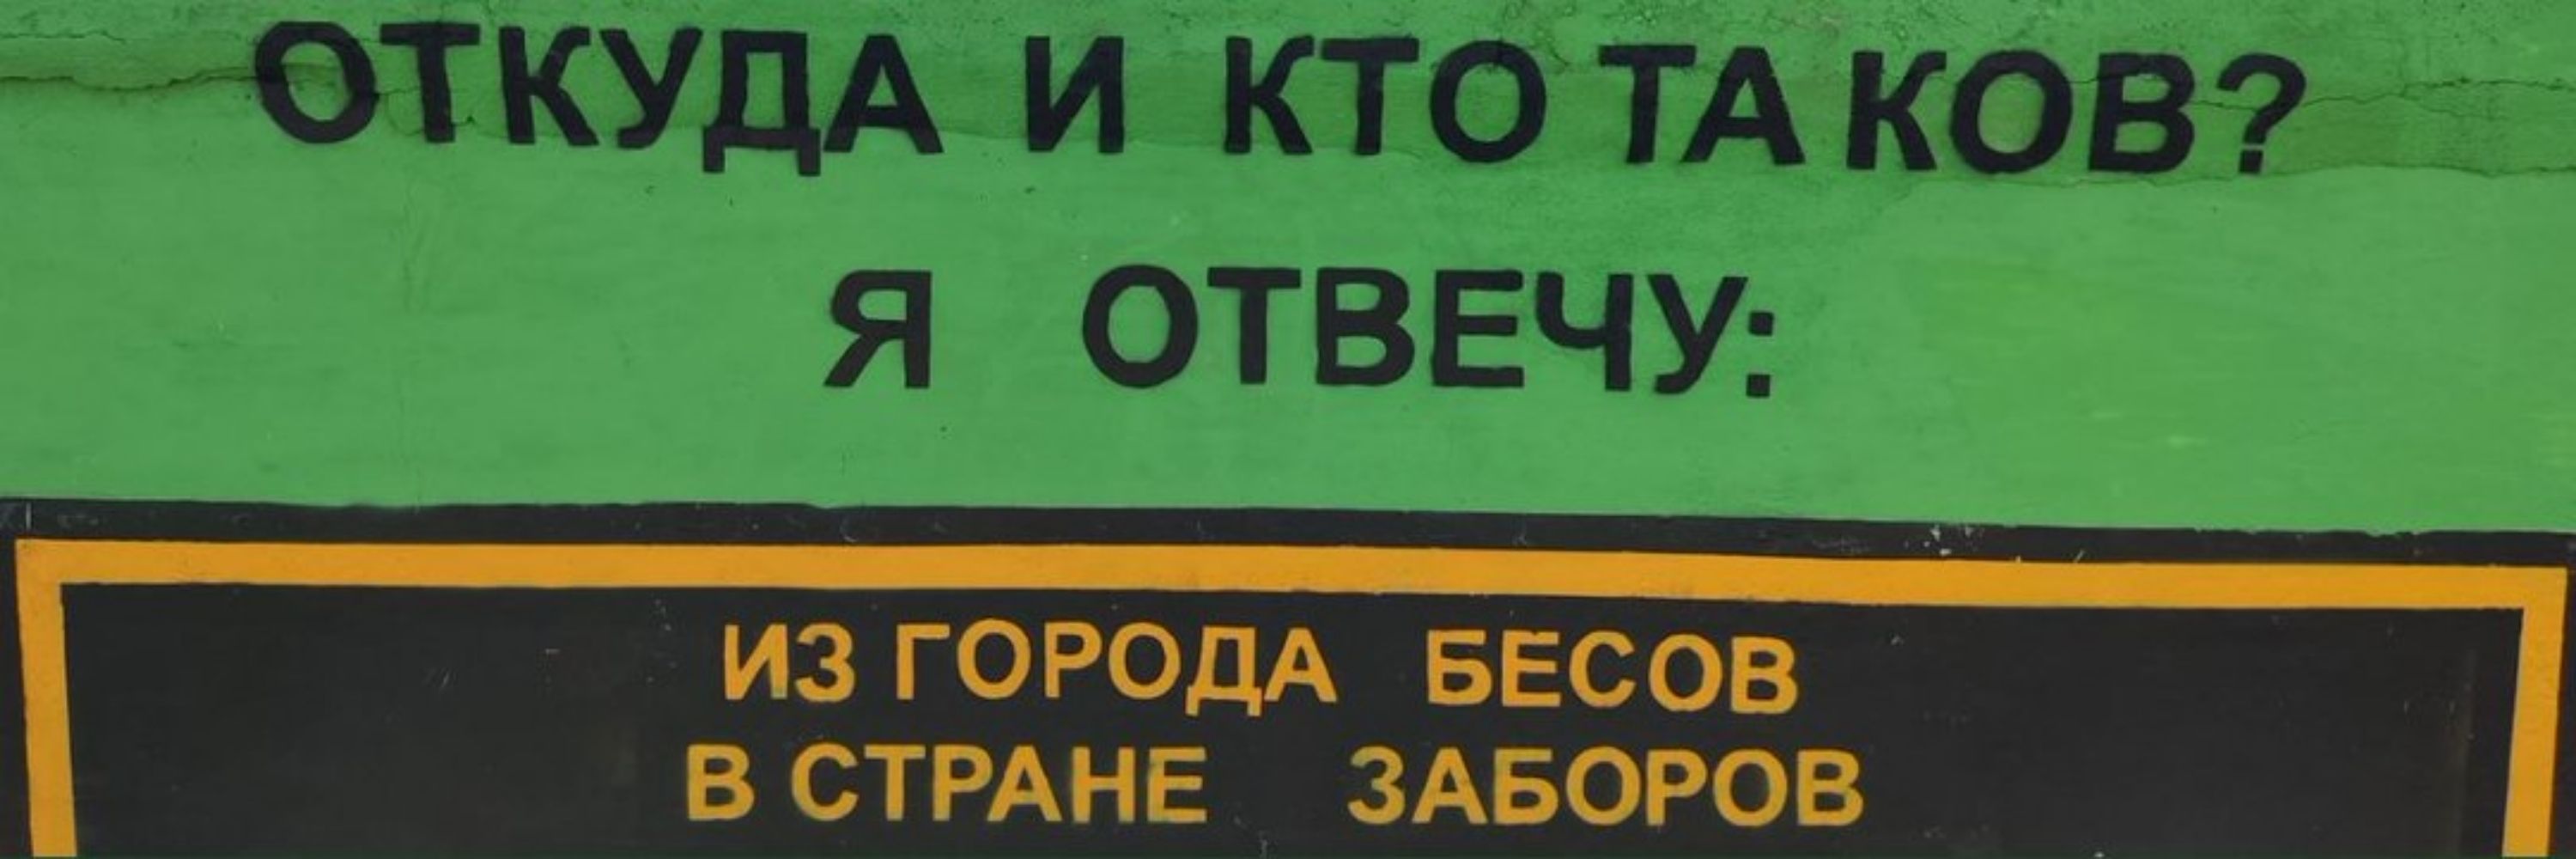 ОТКУДА И КТО ТАКОВ?
Я ОТВЕЧУ:
ИЗ ГОРОДА БЕСОВ
В СТРАНЕ ЗАБОРОВ